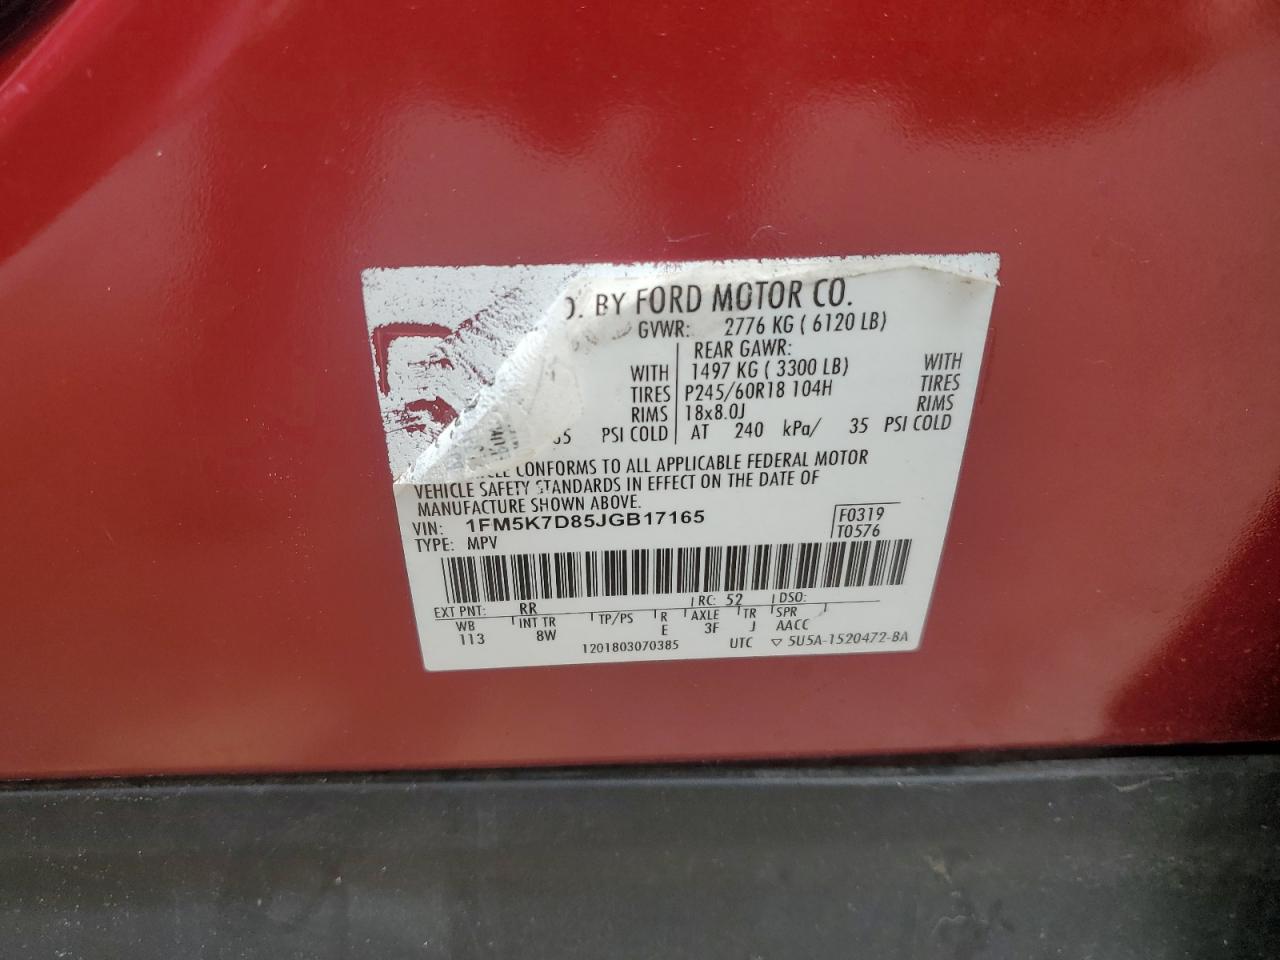 BY FORD MOTOR CO.
GVWR: 2776 KG ( 6120 LB)
REAR GAWR:
WITH 1497 KG ( 3300 LB) WITH
TIRES P245/60R18 104H TIRES
RIMS 18x8.0J RIMS
PSI COLD AT 240 kPa/ 35 PSI COLD
CONFORMS TO ALL APPLICABLE FEDERAL MOTOR
VEHICLE SAFETY STANDARDS IN EFFECT ON THE DATE OF
MANUFACTURE SHOWN ABOVE.
VIN: 1FM5K7D85JGB17165 F0319
TYPE: MPV T0576
EXT PNT: RR RC: 52 DSO:
WB INT TR TP/PS R AXLE TR SPR
113 8W E 3F J AACC
1201803070385 UTC ▽ 5U5A-1520472-BA